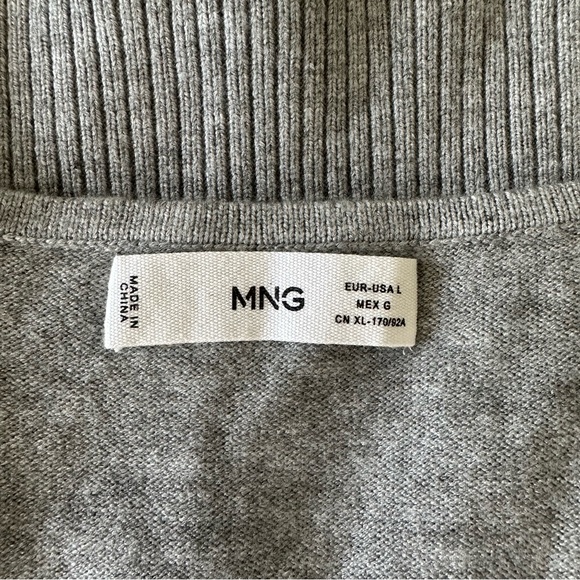 MADE IN
CHINA
MNG
EUR-USA L
MEX G
CN XL-170/92A